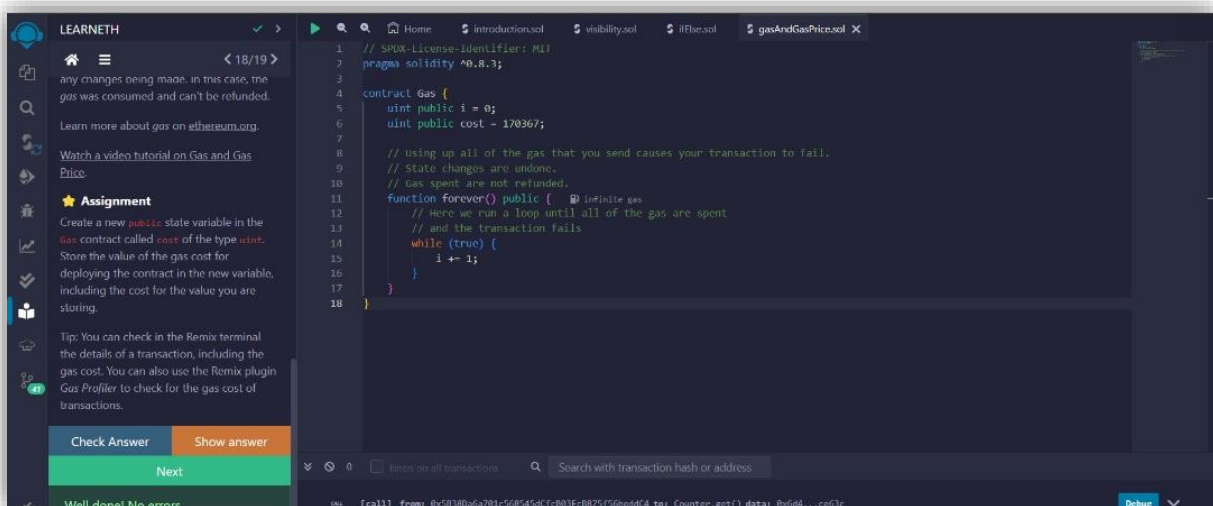 LEARNETH
18/19
any changes being made. In this case, the
gas was consumed and can't be refunded.
Learn more about gas on ethereum.org.
Watch a video tutorial on Gas and Gas
Price.
Assignment
Create a new public state variable in the
Gas contract called cost of the type uint.
Store the value of the gas cost for
deploying the contract in the new variable,
including the cost for the value you are
storing.
Tip: You can check in the Remix terminal
the details of a transaction, including the
gas cost. You can also use the Remix plugin
Gas Profiler to check for the gas cost of
transactions.
Check Answer
Show answer
Next
Well done! No errors.
41
Home
introduction.sol
visibility.sol
ifElse.sol
gasAndGasPrice.sol
1 // SPDX-License-Identifier: MIT
2 pragma solidity ^0.8.3;
3
4 contract Gas {
5 uint public i = 0;
6 uint public cost = 170367;
7
8 // Using up all of the gas that you send causes your transaction to fail.
9 // State changes are undone.
10 // Gas spent are not refunded.
11 function forever() public { infinite gas
12 // Here we run a loop until all of the gas are spent
13 // and the transaction fails
14 while (true) {
15 i += 1;
16 }
17 }
18 }
0
listen on all transactions
Search with transaction hash or address
[call] from: to: Counter.get() data: 0x6d4...ce63c
Debug